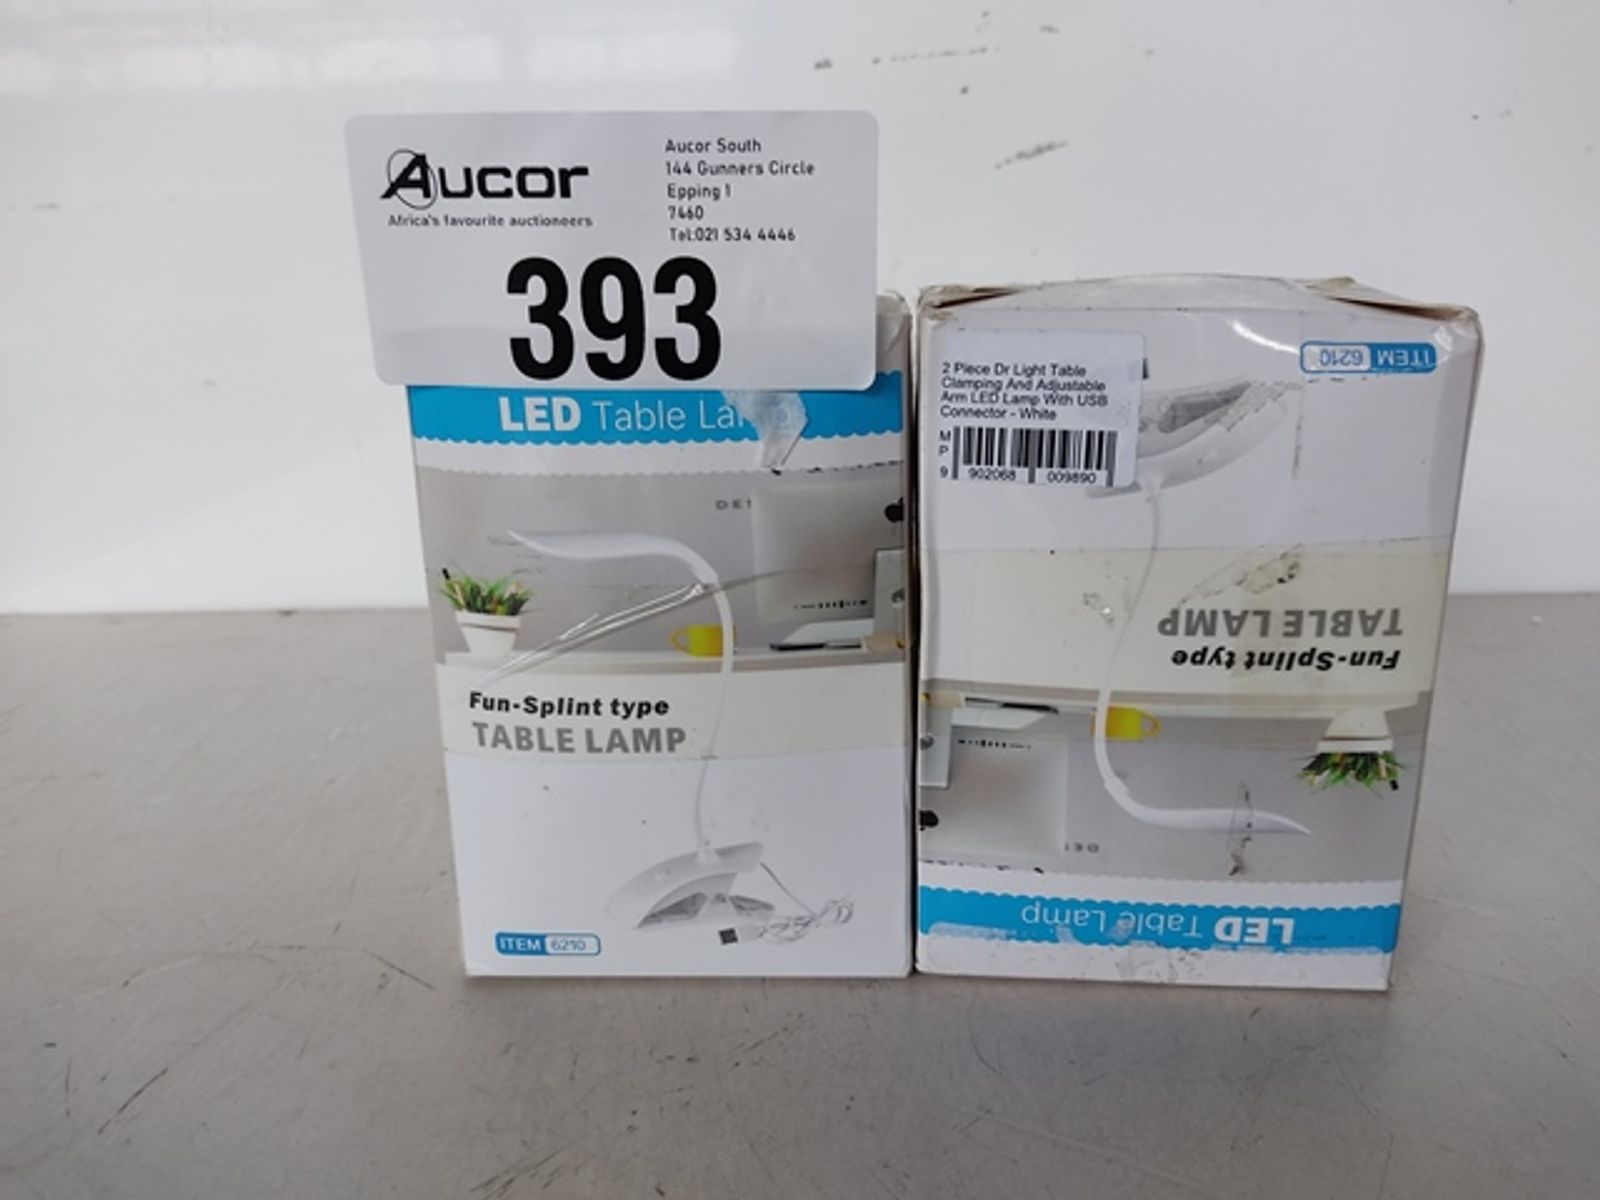 Aucor
Africa's favourite auctioneers
Aucor South
144 Gunners Circle
Epping 1
7460
Tel:021 534 4446
393
LED Table
Fun-Splint type
TABLE LAMP
ITEM 6210
2 Piece Dr Light Table
Clamping And Adjustable
Arm LED Lamp With USB
Connector - White
MP
9 902068 009890
ITEM 6210
TABLE LAMP
Fun-Splint type
LED Table Lamp